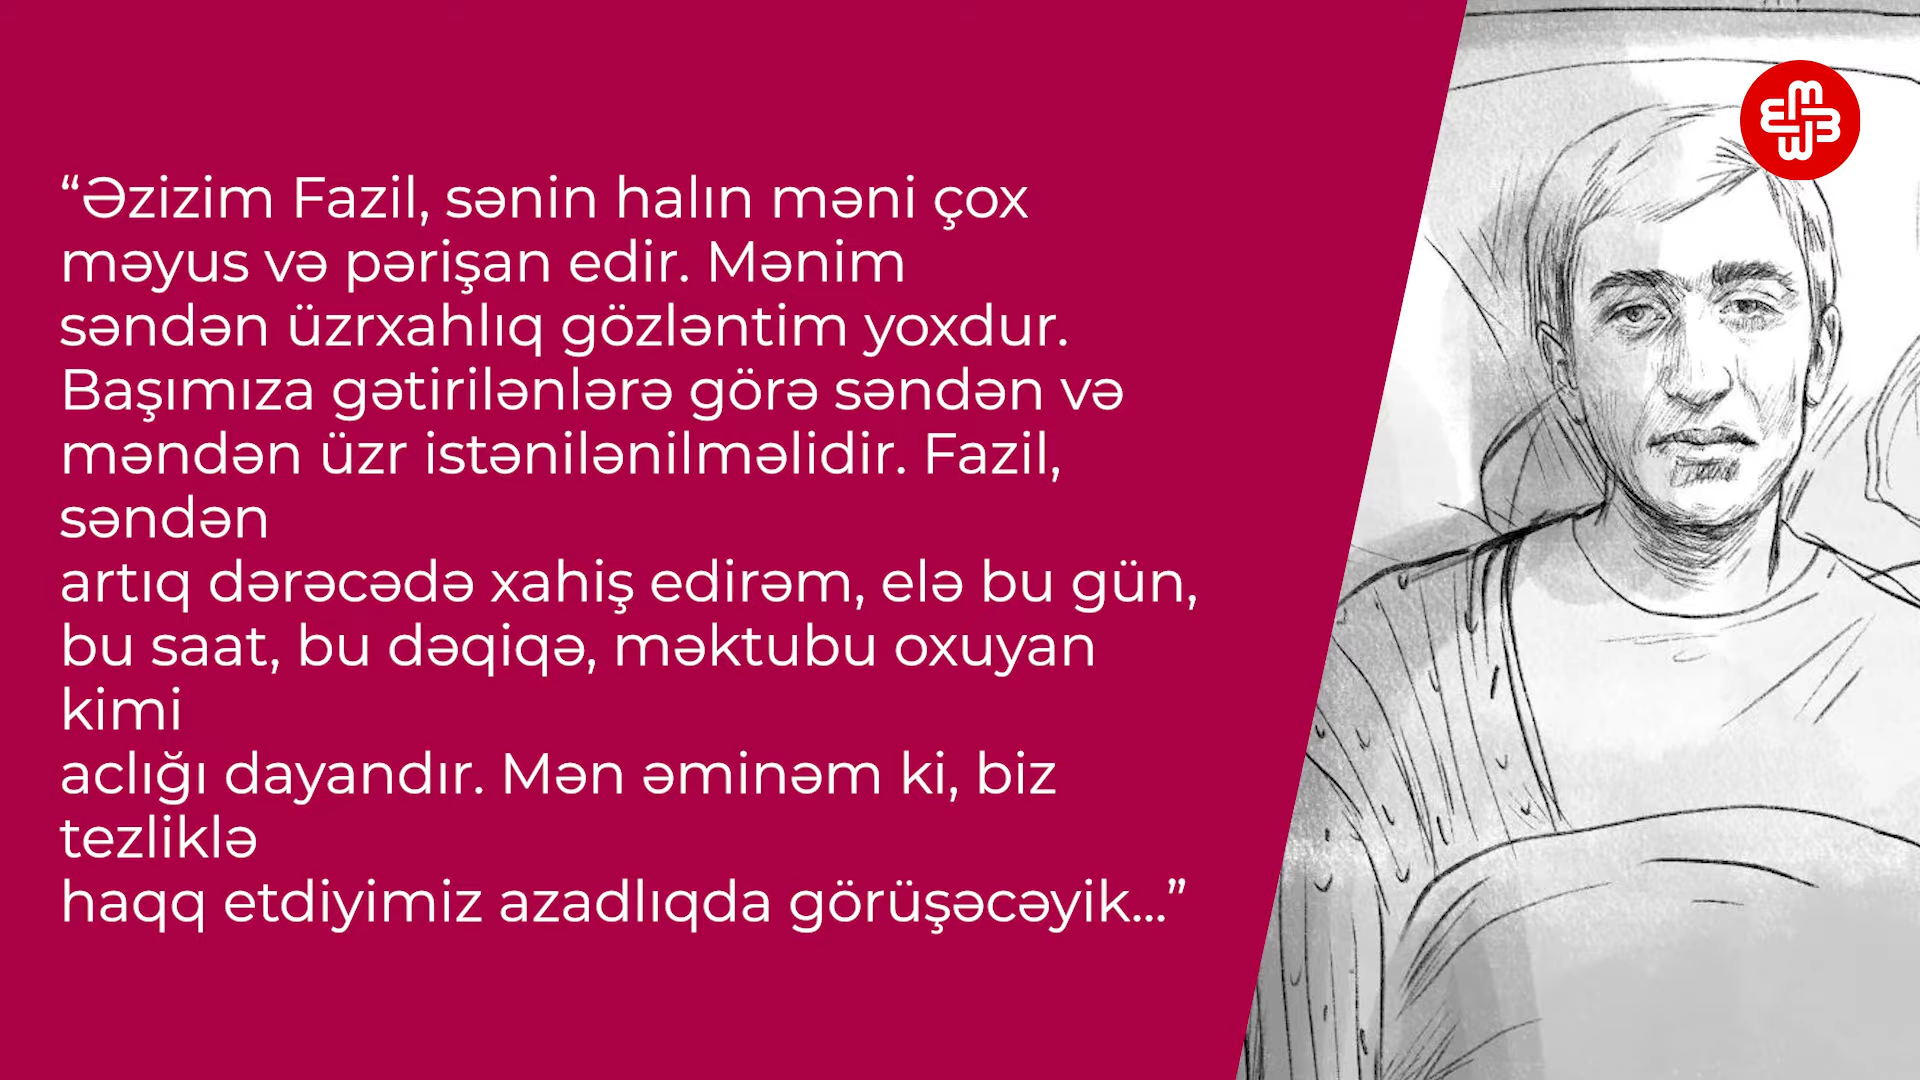 “Əzizim Fazil, sənin halın məni çox
məyus və pərişan edir. Mənim
səndən üzrxahlıq gözləntim yoxdur.
Başımıza gətirilənlərə görə səndən və
məndən üzr istənilənilməlidir. Fazil,
səndən
artıq dərəcədə xahiş edirəm, elə bu gün,
bu saat, bu dəqiqə, məktubu oxuyan
kimi
aclığı dayandır. Mən əminəm ki, biz
tezliklə
haqq etdiyimiz azadlıqda görüşəcəyik...”